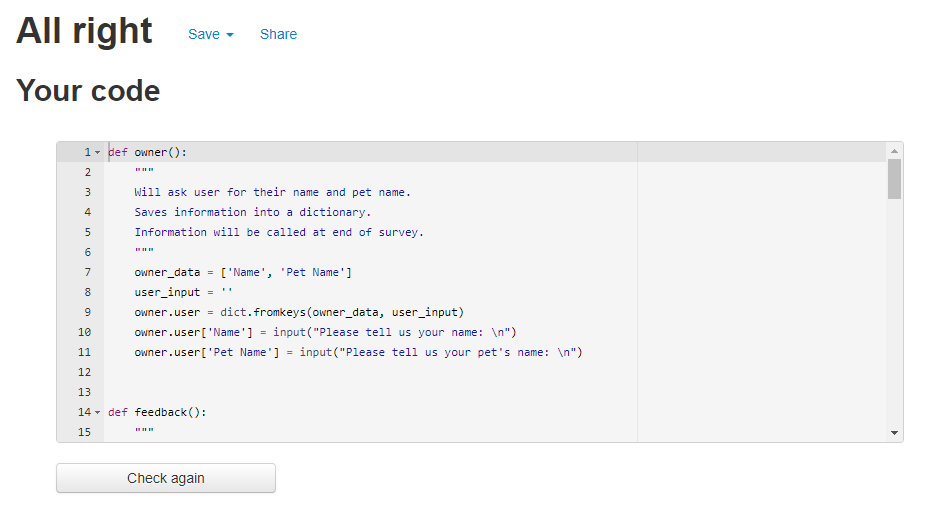 All right Save Share
Your code
1 def owner():
2 """
3 Will ask user for their name and pet name.
4 Saves information into a dictionary.
5 Information will be called at end of survey.
6 """
7 owner_data = ['Name', 'Pet Name']
8 user_input = ''
9 owner.user = dict.fromkeys(owner_data, user_input)
10 owner.user['Name'] = input("Please tell us your name: \n")
11 owner.user['Pet Name'] = input("Please tell us your pet's name: \n")
12
13
14 def feedback():
15 """
Check again